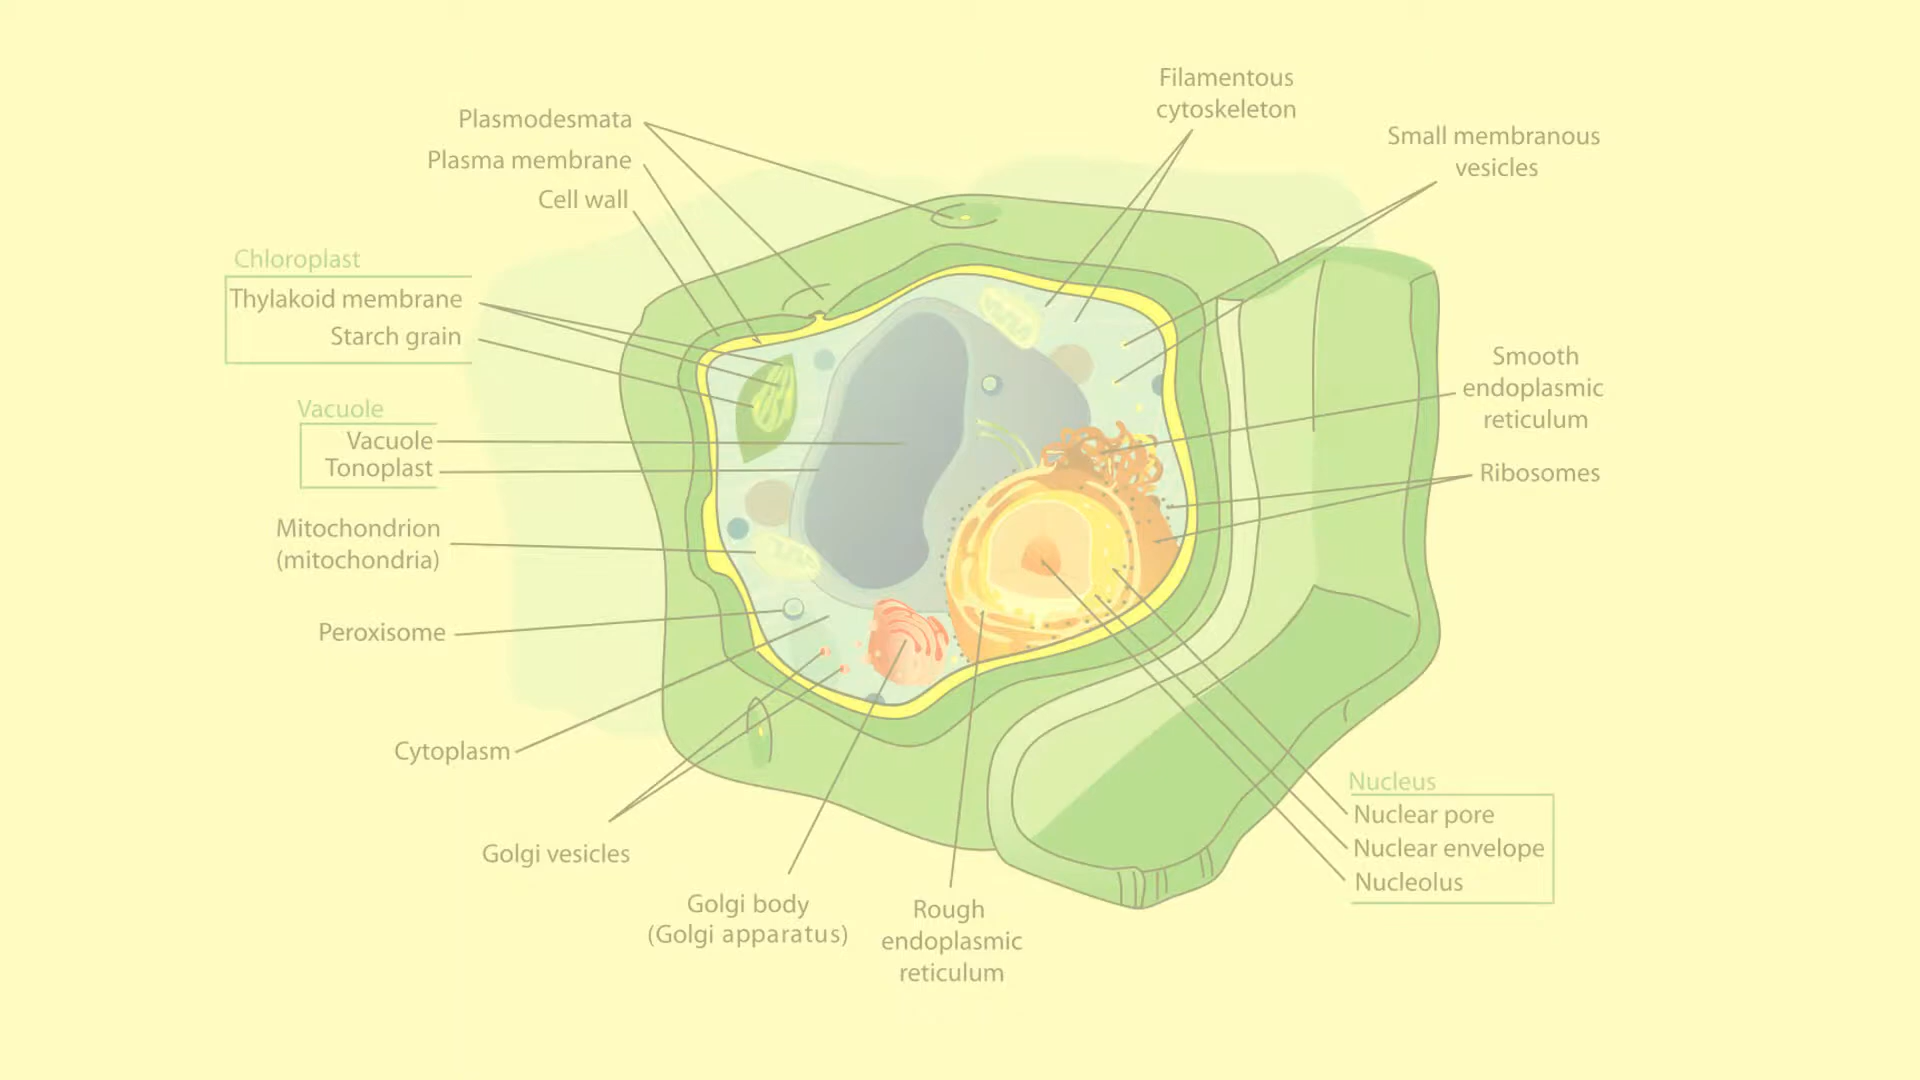 Plasmodesmata
Plasma membrane
Cell wall
Chloroplast
Thylakoid membrane
Starch grain
Vacuole
Vacuole
Tonoplast
Mitochondrion
(mitochondria)
Peroxisome
Cytoplasm
Golgi vesicles
Golgi body
(Golgi apparatus)
Rough
endoplasmic
reticulum
Filamentous
cytoskeleton
Small membranous
vesicles
Smooth
endoplasmic
reticulum
Ribosomes
Nucleus
Nuclear pore
Nuclear envelope
Nucleolus